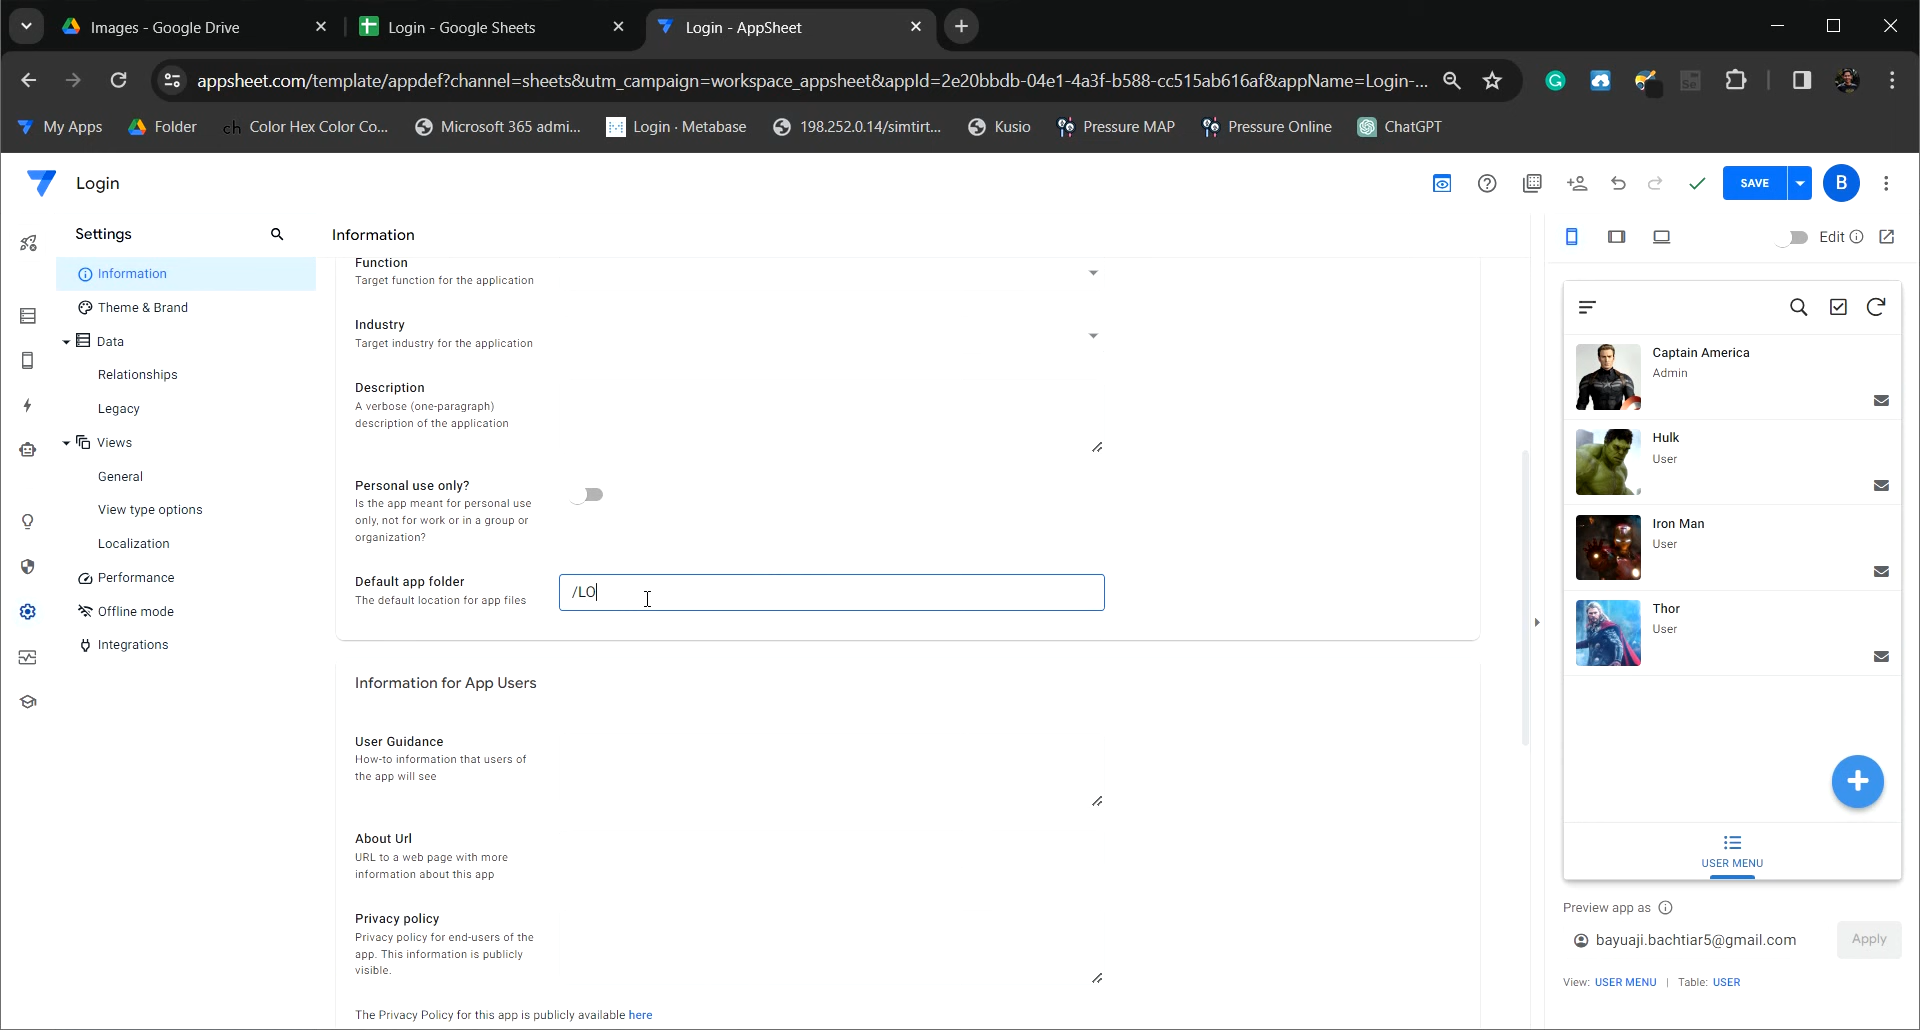 Images - Google Drive
Login - Google Sheets
Login - AppSheet
appsheet.com/template/appdef?channel=sheets&utm_campaign=workspace_appsheet&appId=2e20bbdb-04e1-4a3f-b588-cc515ab616af&appName=Login-...
My Apps
Folder
ch Color Hex Color Co...
Microsoft 365 admi...
Login · Metabase
198.252.0.14/simtirt...
Kusio
Pressure MAP
Pressure Online
ChatGPT
Login
SAVE
B
Settings
Information
Theme & Brand
Data
Relationships
Legacy
Views
General
View type options
Localization
Performance
Offline mode
Integrations
Information
Function
Target function for the application
Industry
Target industry for the application
Description
A verbose (one-paragraph)
description of the application
Personal use only?
Is the app meant for personal use
only, not for work or in a group or
organization?
Default app folder
The default location for app files
/LO
Information for App Users
User Guidance
How-to information that users of
the app will see
About Url
URL to a web page with more
information about this app
Privacy policy
Privacy policy for end-users of the
app. This information is publicly
visible.
The Privacy Policy for this app is publicly available here
Edit
Captain America
Admin
Hulk
User
Iron Man
User
Thor
User
USER MENU
Preview app as
bayuaji.bachtiar5@gmail.com
Apply
View: USER MENU | Table: USER